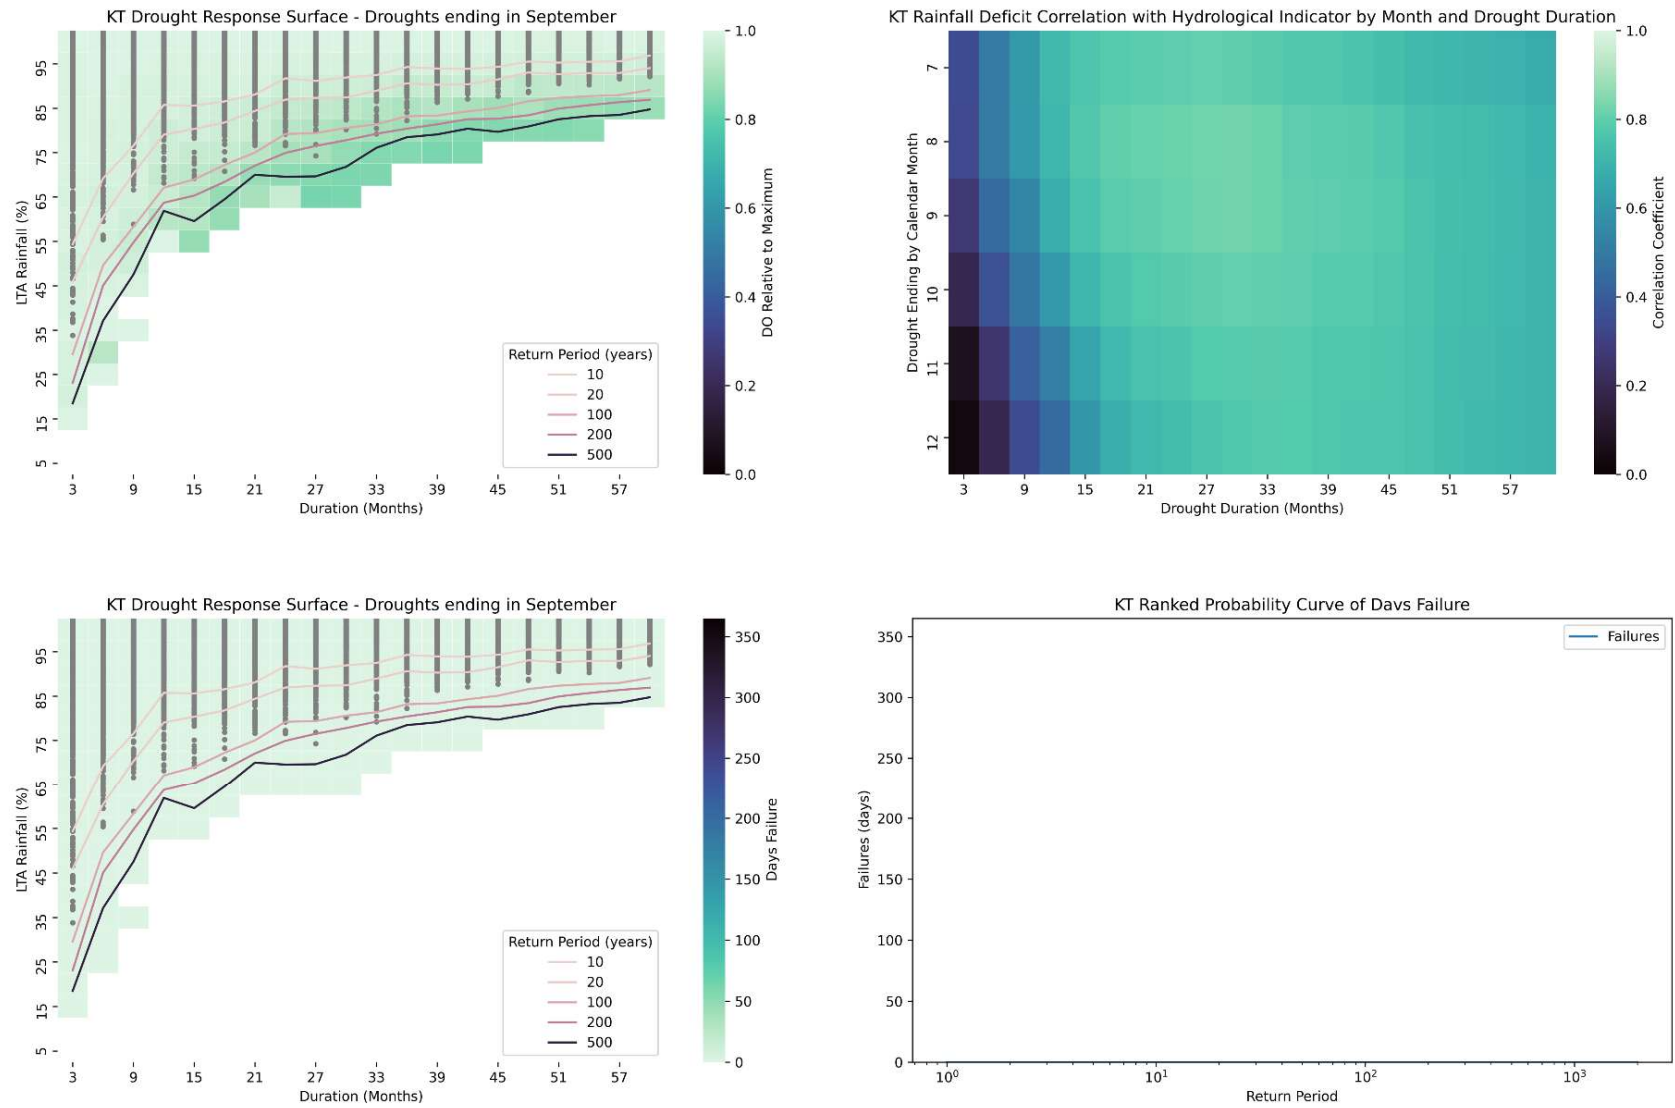 KT Drought Response Surface - Droughts ending in September
LTA Rainfall (%)
95
85
75
65
55
45
35
25
15
5
3 9 15 21 27 33 39 45 51 57
Duration (Months)
Return Period (years)
10
20
100
200
500
1.0
0.8
0.6
0.4
0.2
0.0
DO Relative to Maximum
KT Rainfall Deficit Correlation with Hydrological Indicator by Month and Drought Duration
Drought Ending by Calendar Month
7
8
9
10
11
12
3 9 15 21 27 33 39 45 51 57
Drought Duration (Months)
1.0
0.8
0.6
0.4
0.2
0.0
Correlation Coefficient
KT Drought Response Surface - Droughts ending in September
LTA Rainfall (%)
95
85
75
65
55
45
35
25
15
5
3 9 15 21 27 33 39 45 51 57
Duration (Months)
Return Period (years)
10
20
100
200
500
350
300
250
200
150
100
50
0
Days Failure
KT Ranked Probability Curve of Days Failure
Failures (days)
350
300
250
200
150
100
50
0
Failures
10⁰ 10¹ 10² 10³
Return Period